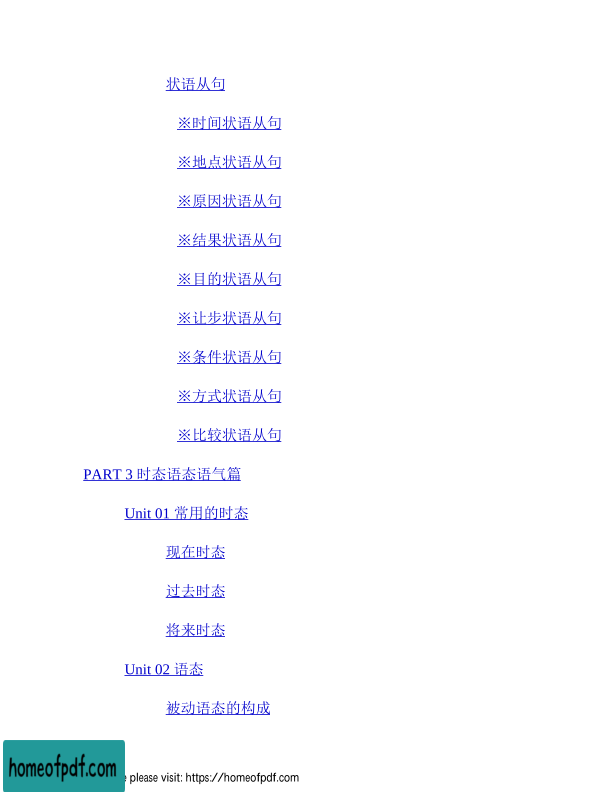 状语从句
※时间状语从句
※地点状语从句
※原因状语从句
※结果状语从句
※目的状语从句
※让步状语从句
※条件状语从句
※方式状语从句
※比较状语从句
PART 3 时态语态语气篇
Unit 01 常用的时态
现在时态
过去时态
将来时态
Unit 02 语态
被动语态的构成
homeofpdf.com
please visit: https://homeofpdf.com